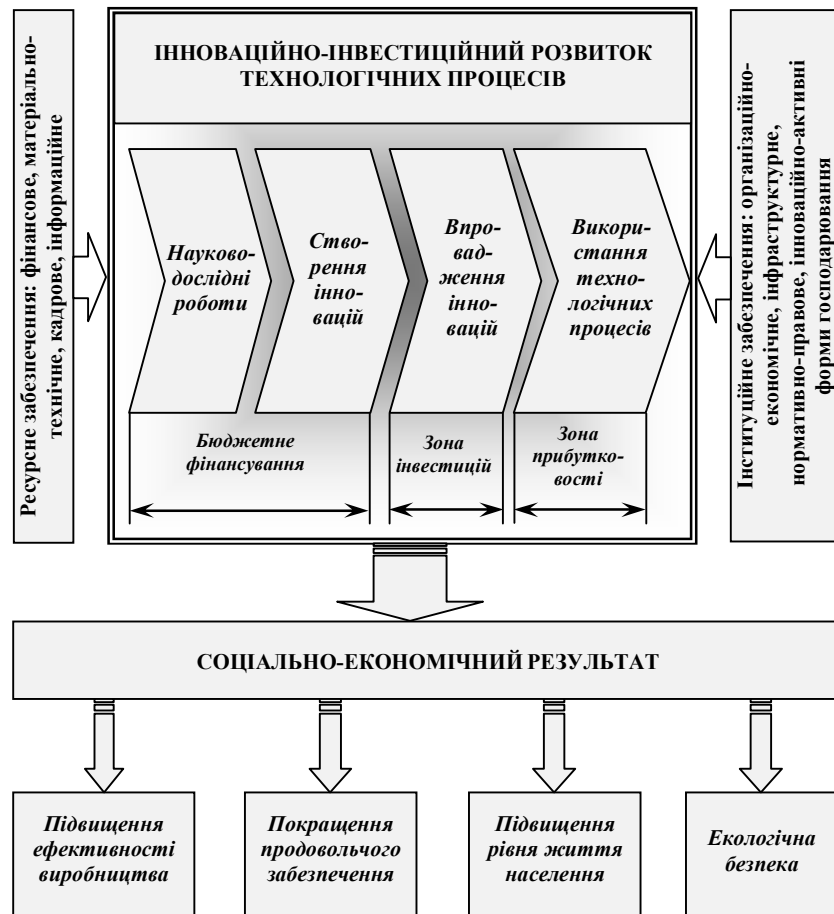 Ресурсне забезпечення: фінансове, матеріально-
технічне, кадрове, інформаційне
ІННОВАЦІЙНО-ІНВЕСТИЦІЙНИЙ РОЗВИТОК
ТЕХНОЛОГІЧНИХ ПРОЦЕСІВ
Науково-
дослідні
роботи
Ство-
рення
інно-
вацій
Впро-
вад-
ження
інно-
вацій
Викори-
стання
техно-
логічних
процесів
Бюджетне
фінансування
Зона
інвестицій
Зона
прибутко-
вості
Інституційне забезпечення: організаційно-
економічне, інфраструктурне,
нормативно-правове, інноваційно-активні
форми господарювання
СОЦІАЛЬНО-ЕКОНОМІЧНИЙ РЕЗУЛЬТАТ
Підвищення
ефективності
виробництва
Покращення
продовольчого
забезпечення
Підвищення
рівня життя
населення
Екологічна
безпека